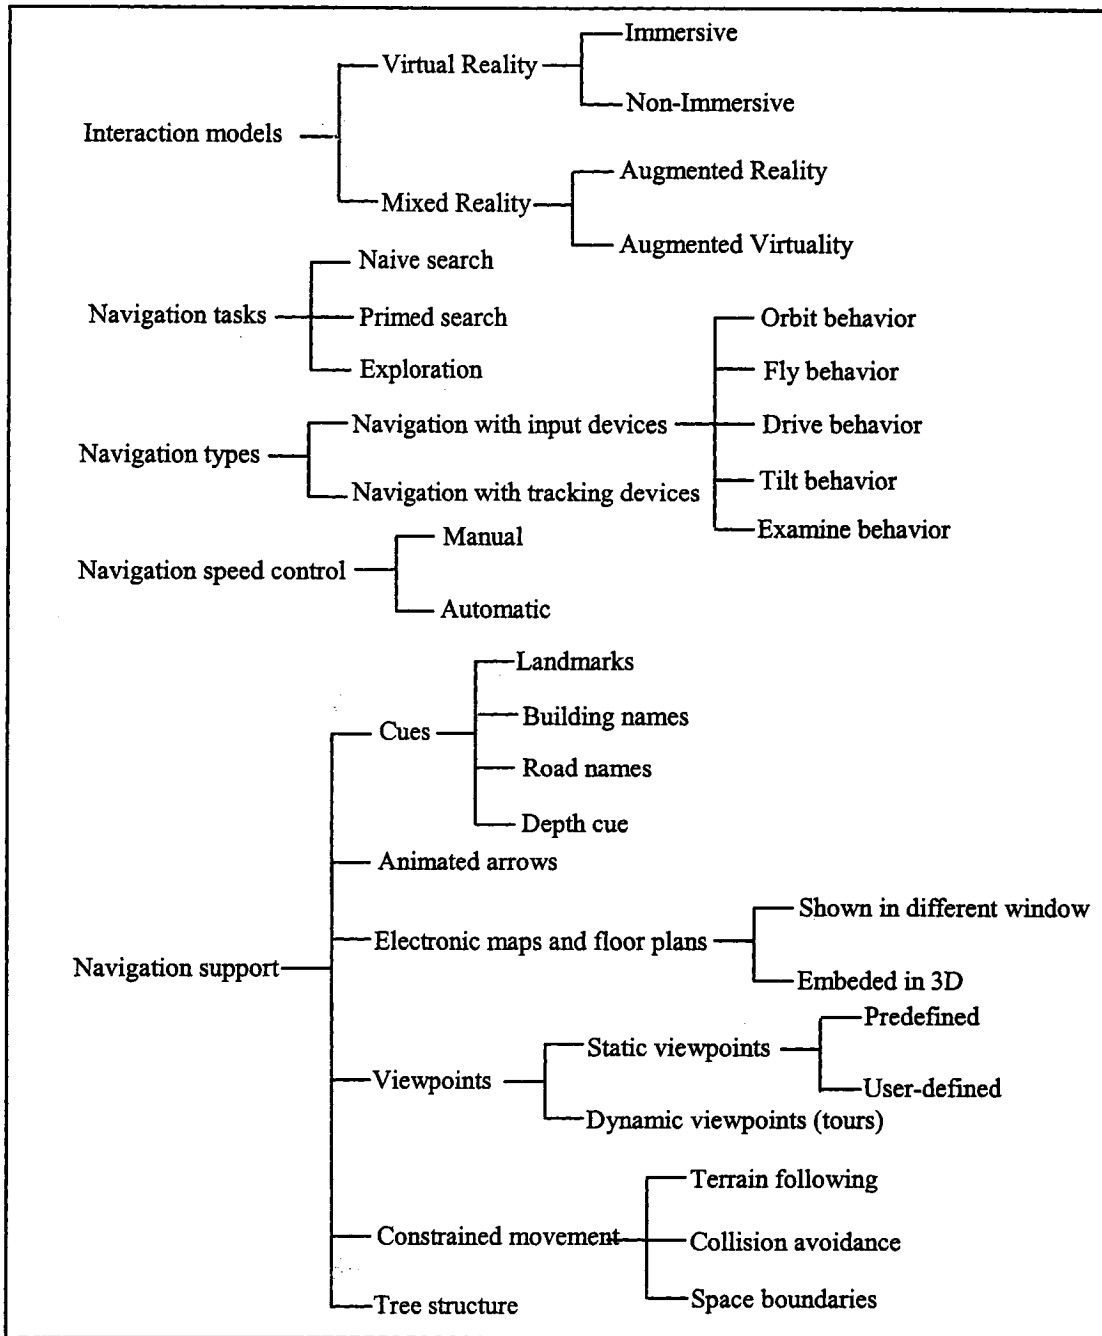 Immersive
Virtual Reality
Non-Immersive
Interaction models
Augmented Reality
Mixed Reality
Augmented Virtuality
Naive search
Navigation tasks
Primed search
Exploration
Orbit behavior
Fly behavior
Navigation with input devices
Drive behavior
Navigation types
Tilt behavior
Navigation with tracking devices
Examine behavior
Manual
Navigation speed control
Automatic
Landmarks
Cues
Building names
Road names
Depth cue
Animated arrows
Shown in different window
Electronic maps and floor plans
Embeded in 3D
Navigation support
Predefined
Static viewpoints
Viewpoints
User-defined
Dynamic viewpoints (tours)
Terrain following
Constrained movement
Collision avoidance
Space boundaries
Tree structure